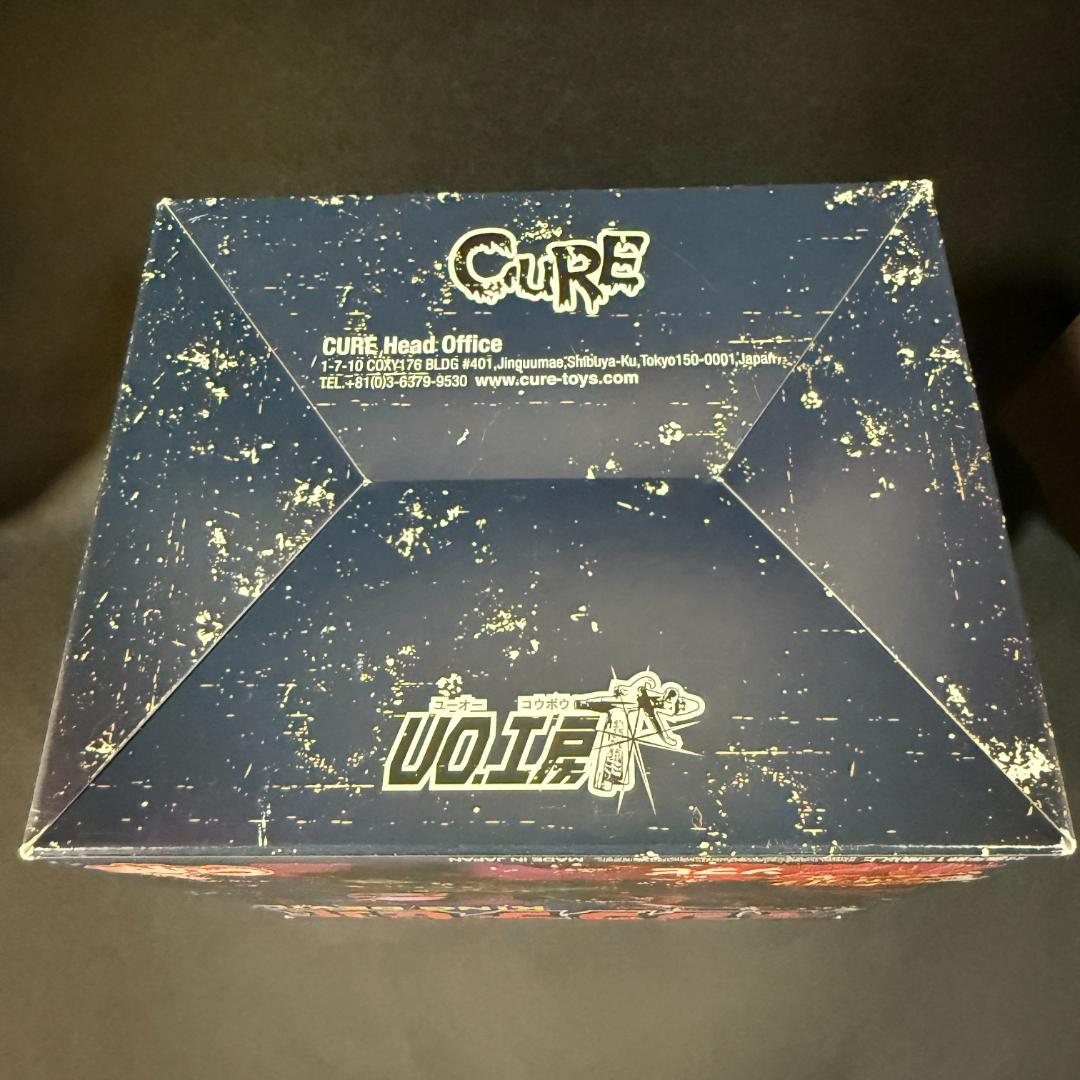 CURE
CURE Head Office
1-7-10 COXY176 BLDG #401,Jinguumae,Shibuya-Ku,Tokyo150-0001,Japan
TEL.+81(0)3-6379-9530 www.cure-toys.com
ユーオー コウボウ
UO.工房
MADE IN JAPAN